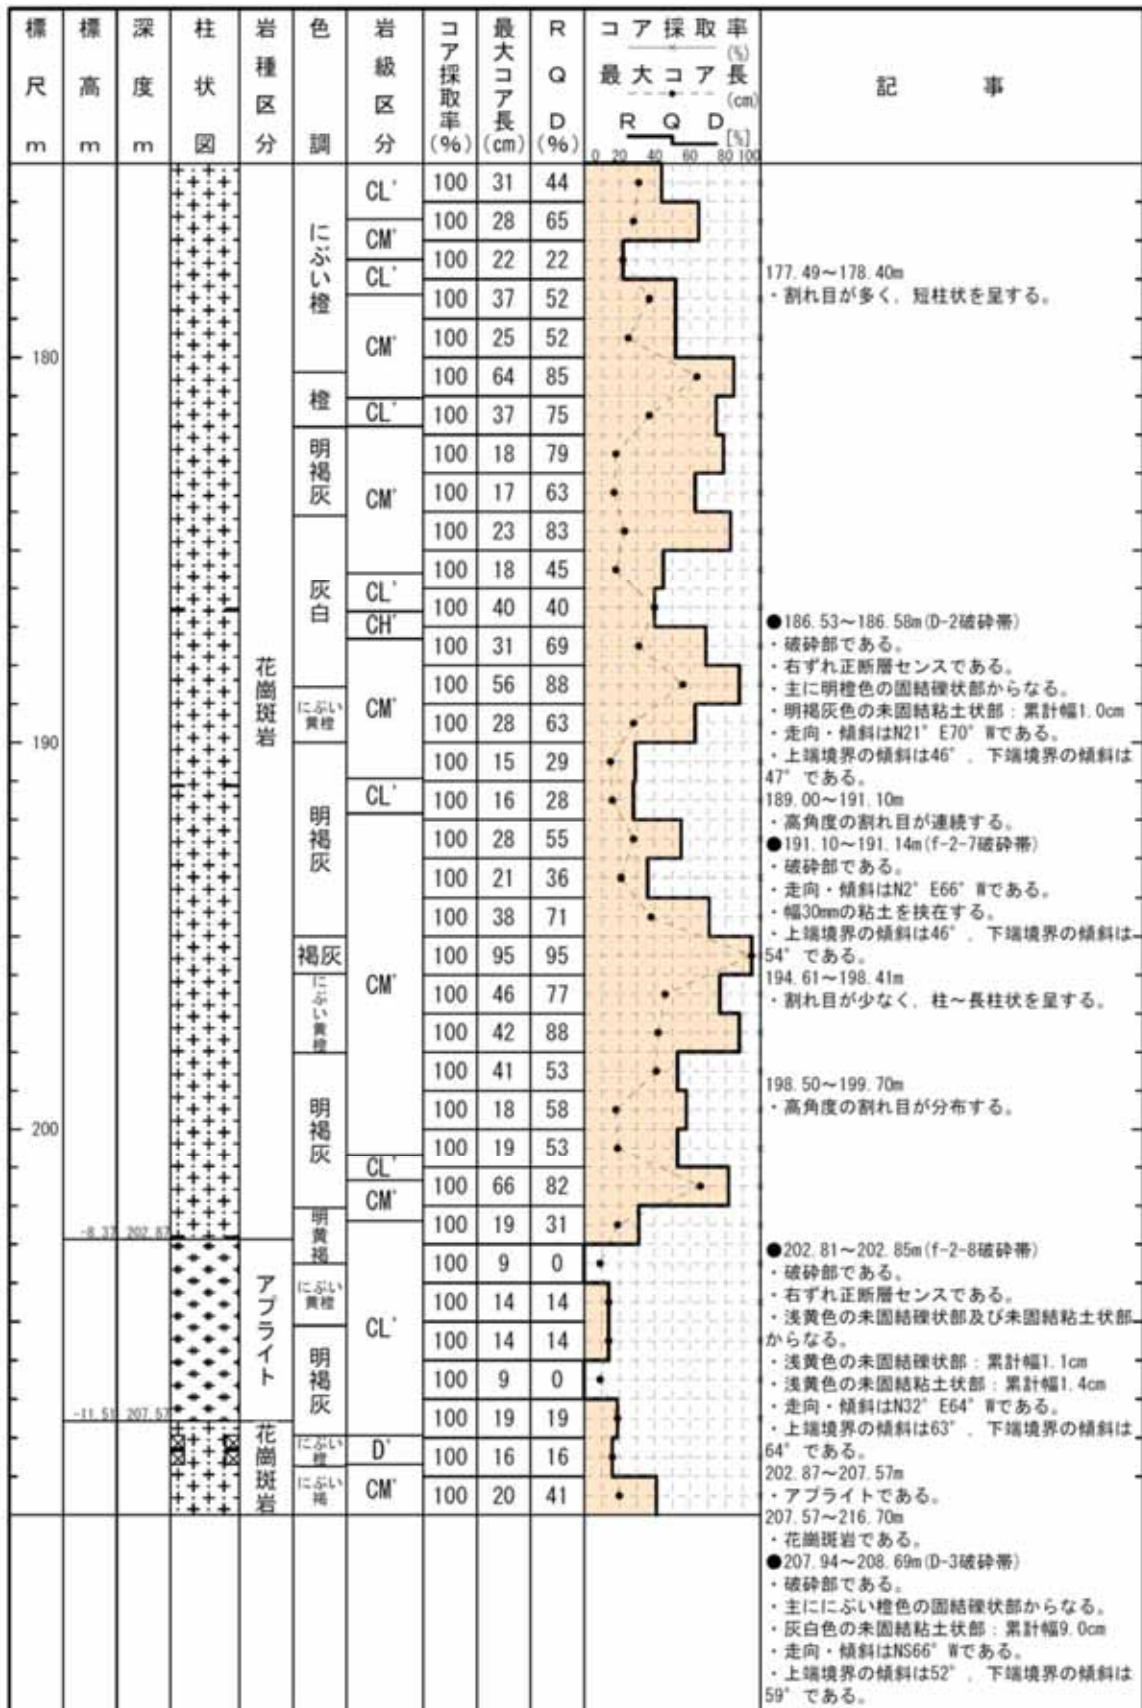 標尺m
標高m
深度m
柱状図
岩種区分
色調
岩級区分
コア採取率(%)
最大コア長(cm)
RQD(%)
コア採取率(%)
最大コア長(cm)
RQD[%]
0 20 40 60 80 100
記事
CL' 100 31 44
100 28 65
CM'
100 22 22
CL'
100 37 52
にぶい橙
CM' 100 25 52
180
100 64 85
橙 CL' 100 37 75
明褐灰 100 18 79
CM' 100 17 63
100 23 83
100 18 45
灰白 CL' 100 40 40
CH'
100 31 69
花崗斑岩
100 56 88
にぶい黄橙 CM' 100 28 63
190
100 15 29
CL' 100 16 28
明褐灰 100 28 55
100 21 36
100 38 71
褐灰 100 95 95
CM'
にぶい黄橙 100 46 77
100 42 88
100 41 53
明褐灰 100 18 58
200
100 19 53
CL'
100 66 82
CM'
100 19 31
明黄褐
-8.37 202.87
100 9 0
アプライト
にぶい黄橙 100 14 14
CL'
100 14 14
明褐灰 100 9 0
-11.51 207.57
100 19 19
花崗斑岩
にぶい橙 D' 100 16 16
にぶい褐 CM' 100 20 41
177.49～178.40m
・割れ目が多く、短柱状を呈する。
●186.53～186.58m(D-2破砕帯)
・破砕部である。
・右ずれ正断層センスである。
・主に明橙色の固結礫状部からなる。
・明褐灰色の未固結粘土状部：累計幅1.0cm
・走向・傾斜はN21°E70°Wである。
・上端境界の傾斜は46°、下端境界の傾斜は
47°である。
189.00～191.10m
・高角度の割れ目が連続する。
●191.10～191.14m(f-2-7破砕帯)
・破砕部である。
・走向・傾斜はN2°E66°Wである。
・幅30mmの粘土を挟在する。
・上端境界の傾斜は46°、下端境界の傾斜は
54°である。
194.61～198.41m
・割れ目が少なく、柱～長柱状を呈する。
198.50～199.70m
・高角度の割れ目が分布する。
●202.81～202.85m(f-2-8破砕帯)
・破砕部である。
・右ずれ正断層センスである。
・浅黄色の未固結礫状部及び未固結粘土状部
からなる。
・浅黄色の未固結礫状部：累計幅1.1cm
・浅黄色の未固結粘土状部：累計幅1.4cm
・走向・傾斜はN32°E64°Wである。
・上端境界の傾斜は63°、下端境界の傾斜は
64°である。
202.87～207.57m
・アプライトである。
207.57～216.70m
・花崗斑岩である。
●207.94～208.69m(D-3破砕帯)
・破砕部である。
・主ににぶい橙色の固結礫状部からなる。
・灰白色の未固結粘土状部：累計幅9.0cm
・走向・傾斜はNS66°Wである。
・上端境界の傾斜は52°、下端境界の傾斜は
59°である。